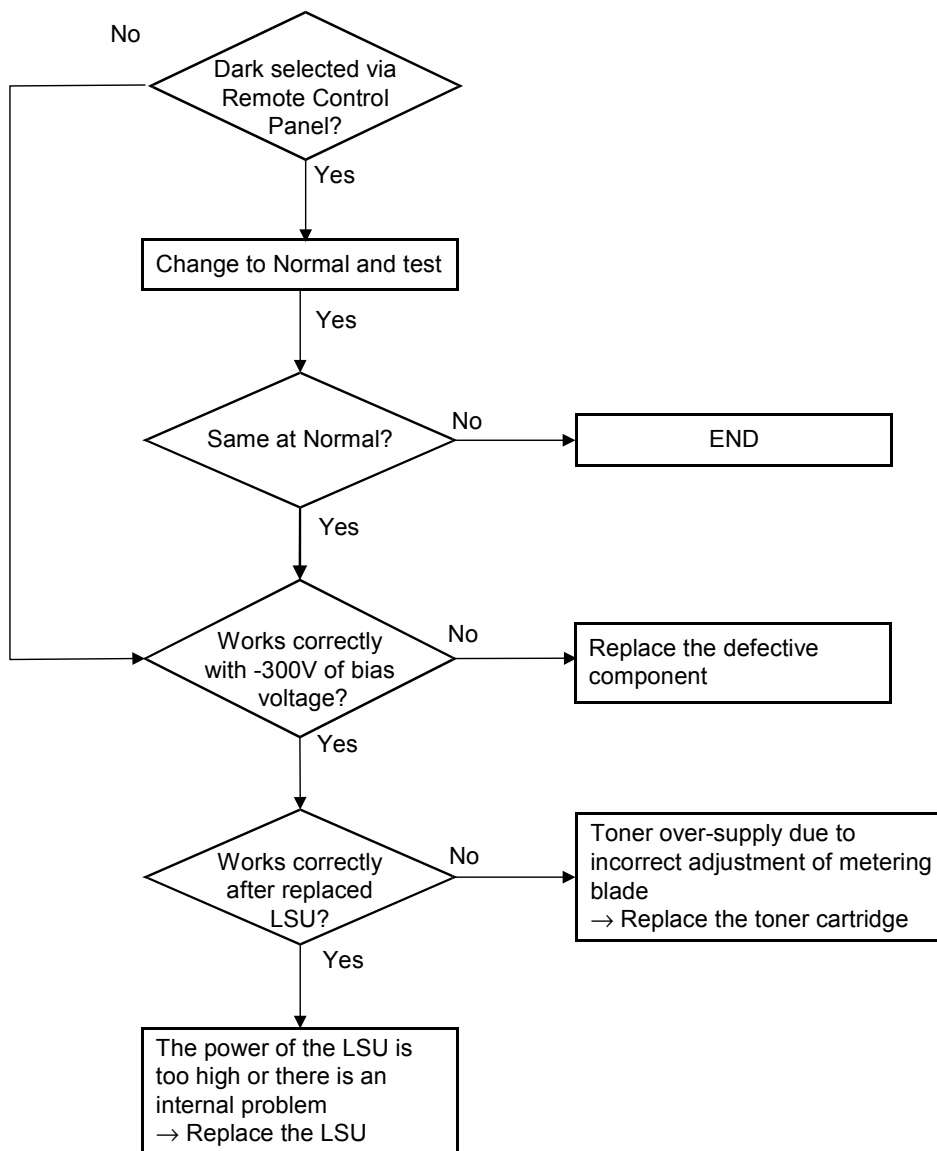 No
Dark selected via
Remote Control
Panel?
Yes
Change to Normal and test
Yes
Same at Normal?
No
END
Yes
Works correctly
with -300V of bias
voltage?
No
Replace the defective
component
Yes
Works correctly
after replaced
LSU?
No
Toner over-supply due to
incorrect adjustment of metering
blade
→ Replace the toner cartridge
Yes
The power of the LSU is
too high or there is an
internal problem
→ Replace the LSU